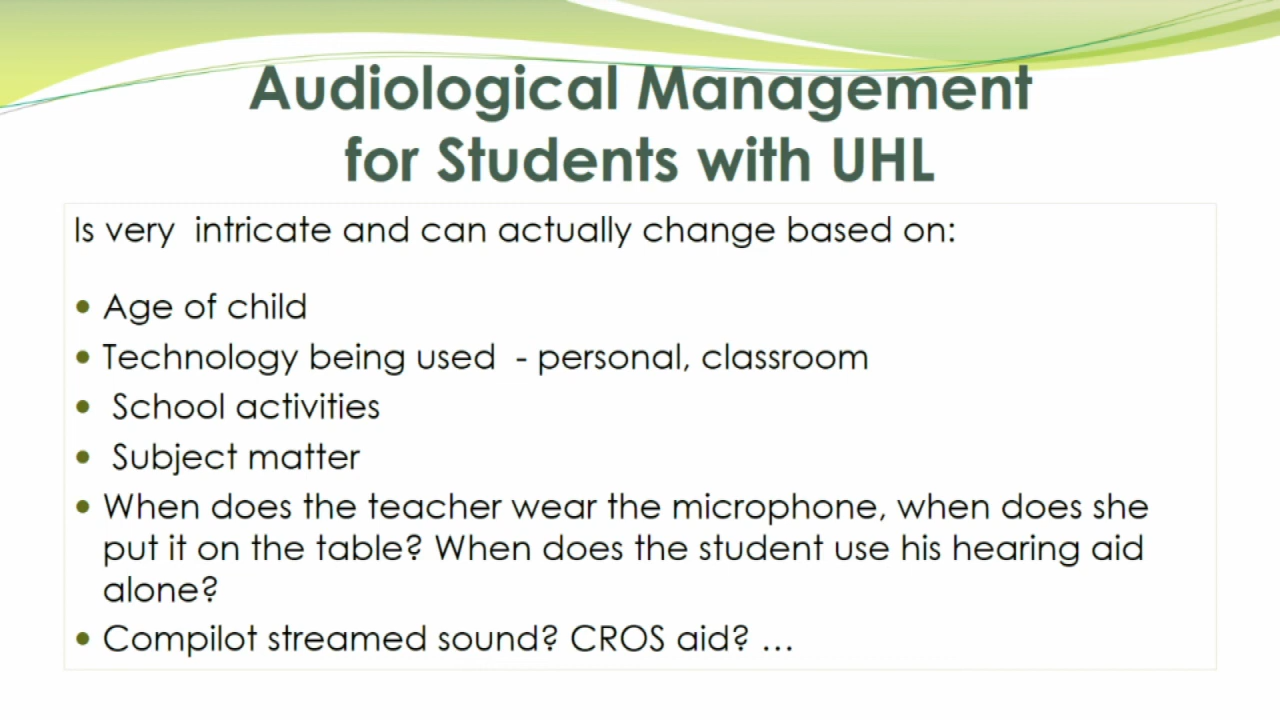 Audiological Management
for Students with UHL
Is very  intricate and can actually change based on:
• Age of child
• Technology being used  - personal, classroom
•  School activities
•  Subject matter
• When does the teacher wear the microphone, when does she
put it on the table? When does the student use his hearing aid
alone?
• Compilot streamed sound? CROS aid? …